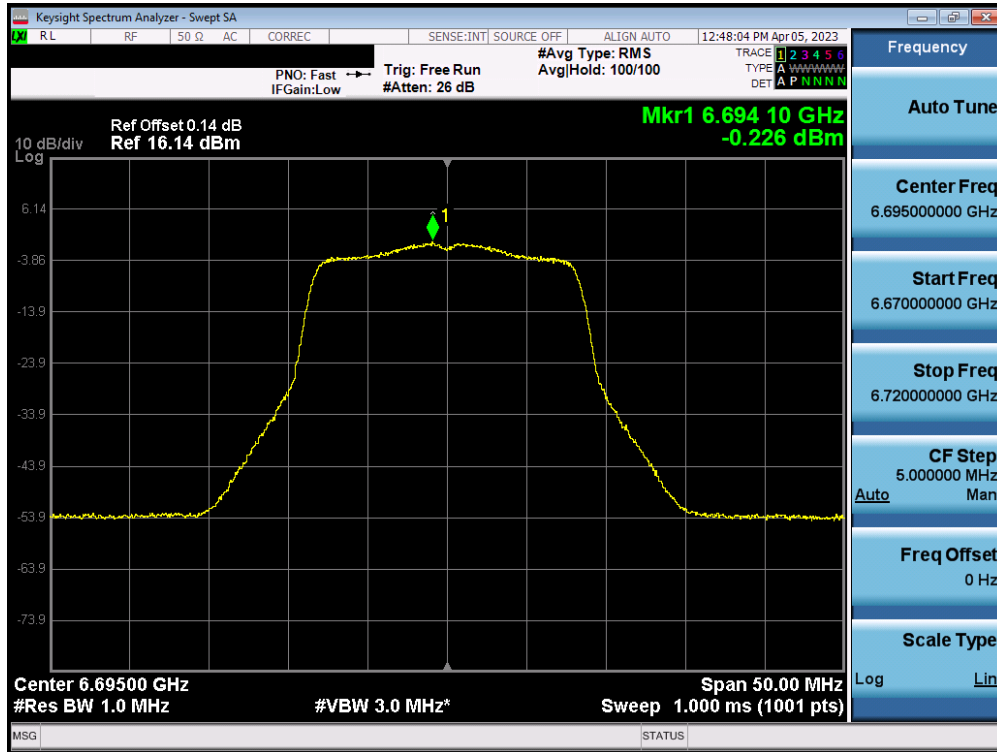 Keysight Spectrum Analyzer - Swept SA
LXI RL RF 50 Ω AC CORREC SENSE:INT SOURCE OFF ALIGN AUTO 12:48:04 PM Apr 05, 2023
PNO: Fast
IFGain:Low
Trig: Free Run
#Atten: 26 dB
#Avg Type: RMS
Avg|Hold: 100/100
TRACE 1 2 3 4 5 6
TYPE A WWWWW
DET A P N N N N
Mkr1 6.694 10 GHz
-0.226 dBm
Ref Offset 0.14 dB
10 dB/div Ref 16.14 dBm
Log
1
6.14
-3.86
-13.9
-23.9
-33.9
-43.9
-53.9
-63.9
-73.9
Center 6.69500 GHz Span 50.00 MHz
#Res BW 1.0 MHz #VBW 3.0 MHz* Sweep 1.000 ms (1001 pts)
MSG STATUS
Frequency
Auto Tune
Center Freq
6.695000000 GHz
Start Freq
6.670000000 GHz
Stop Freq
6.720000000 GHz
CF Step
5.000000 MHz
Auto Man
Freq Offset
0 Hz
Scale Type
Log Lin